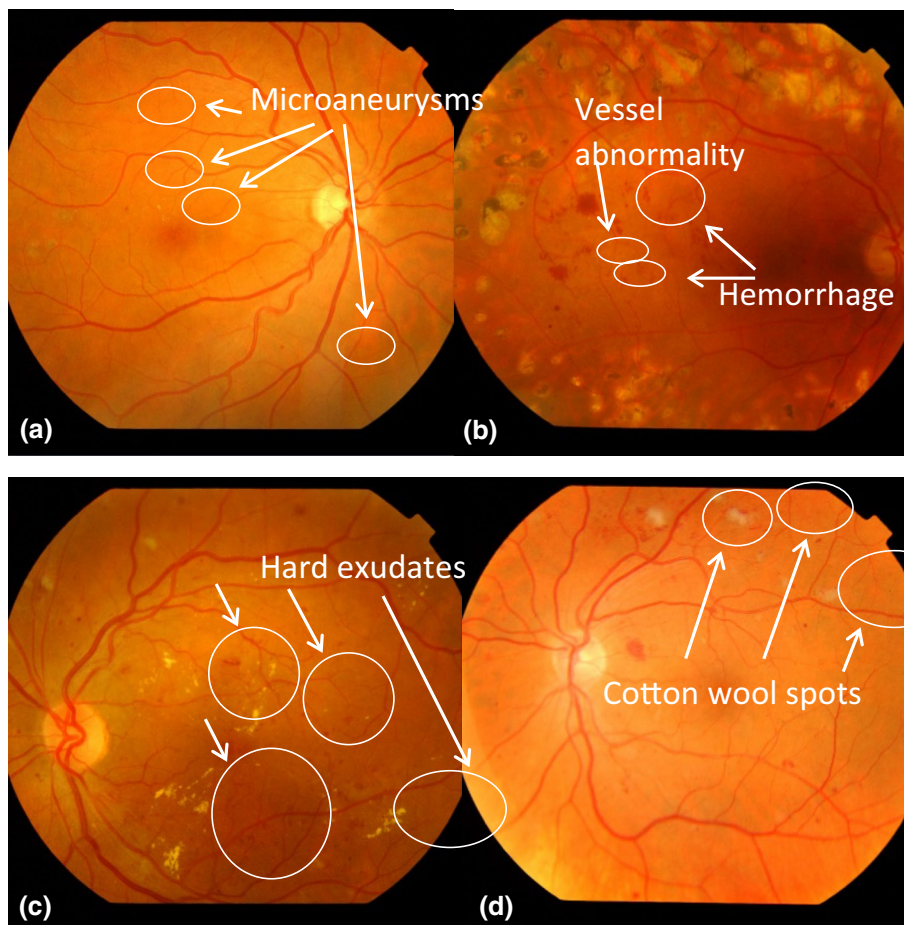 Microaneurysms
Vessel
abnormality
Hemorrhage
(a)
(b)
Hard exudates
Cotton wool spots
(c)
(d)